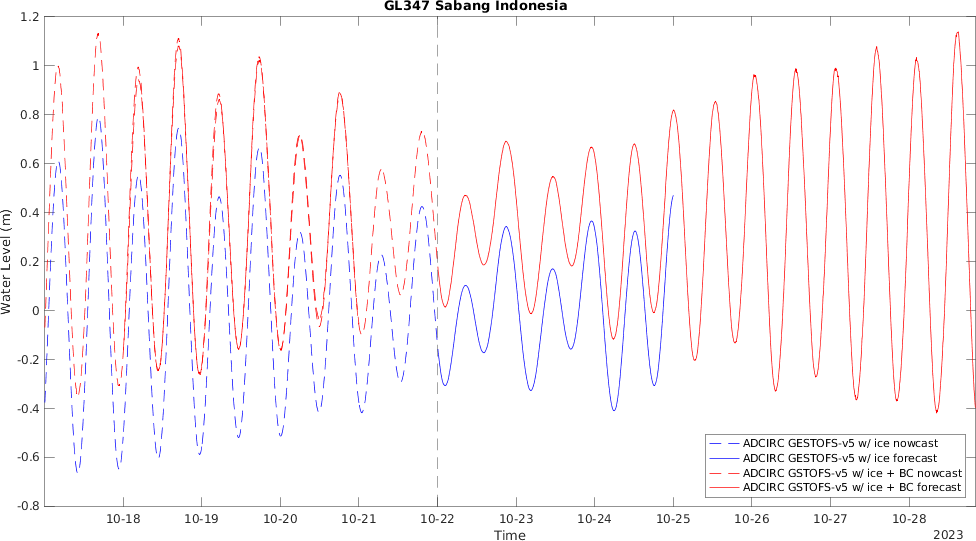 GL347 Sabang Indonesia
1.2
1
0.8
0.6
0.4
0.2
0
-0.2
-0.4
-0.6
-0.8
Water Level (m)
ADCIRC GESTOFS-v5 w/ ice nowcast
ADCIRC GESTOFS-v5 w/ ice forecast
ADCIRC GSTOFS-v5 w/ ice + BC nowcast
ADCIRC GSTOFS-v5 w/ ice + BC forecast
10-18 10-19 10-20 10-21 10-22 10-23 10-24 10-25 10-26 10-27 10-28
Time
2023